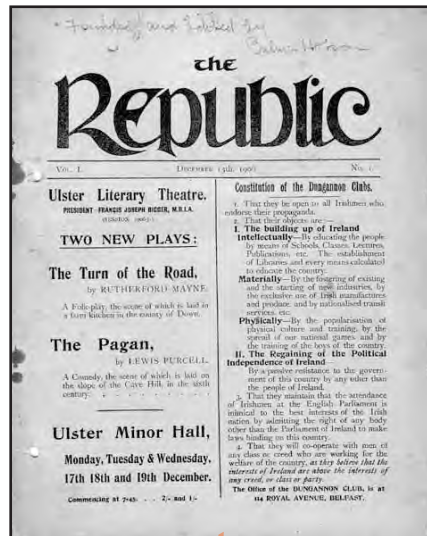 Founded and Edited by
Bulmer Hobson
the
Republic
VOL. I. DECEMBER 13th, 1906 No. 1.
Ulster Literary Theatre.
PRESIDENT—FRANCIS JOSEPH BIGGER, M.R.I.A.
TWO NEW PLAYS:
The Turn of the Road,
by RUTHERFORD MAYNE.
A Folk-play, the scene of which is laid in
a farm kitchen in the county of Down.
The Pagan,
by LEWIS PURCELL.
A Comedy, the scene of which is laid on
the slope of the Cave Hill, in the sixth
century. . . . . . . . .
Ulster Minor Hall,
Monday, Tuesday & Wednesday,
17th 18th and 19th December.
Commencing at 7-45. . . 2/- and 1/-
Constitution of the Dungannon Clubs.
1. That they be open to all Irishmen who
endorse their propaganda.
2. That their objects are:—
I. The building up of Ireland
Intellectually—By educating the people
by means of Schools, Classes, Lectures,
Publications, etc. The establishment
of Libraries and every means calculated
to educate the country.
Materially—By the fostering of existing
and the starting of new industries, by
the exclusive use of Irish manufactures
and produce, and by nationalised transit
services, etc.
Physically—By the popularisation of
physical culture and training, by the
spread of our national games, and by
the training of the boys of the country.
II. The Regaining of the Political
Independence of Ireland—
By a passive resistance to the govern-
ment of this country by any other than
the people of Ireland.
3. That they maintain that the attendance
of Irishmen, at the English Parliament is
inimical to the best interests of the Irish
nation by admitting the right of any body
other than the Parliament of Ireland to make
laws binding on this country.
4. That they will co-operate with men of
any class or creed who are working for the
welfare of the country, as they believe that the
interests of Ireland are above the interests of
any creed, or class or party.
The Office of the DUNGANNON CLUB, is at
114 ROYAL AVENUE, BELFAST.